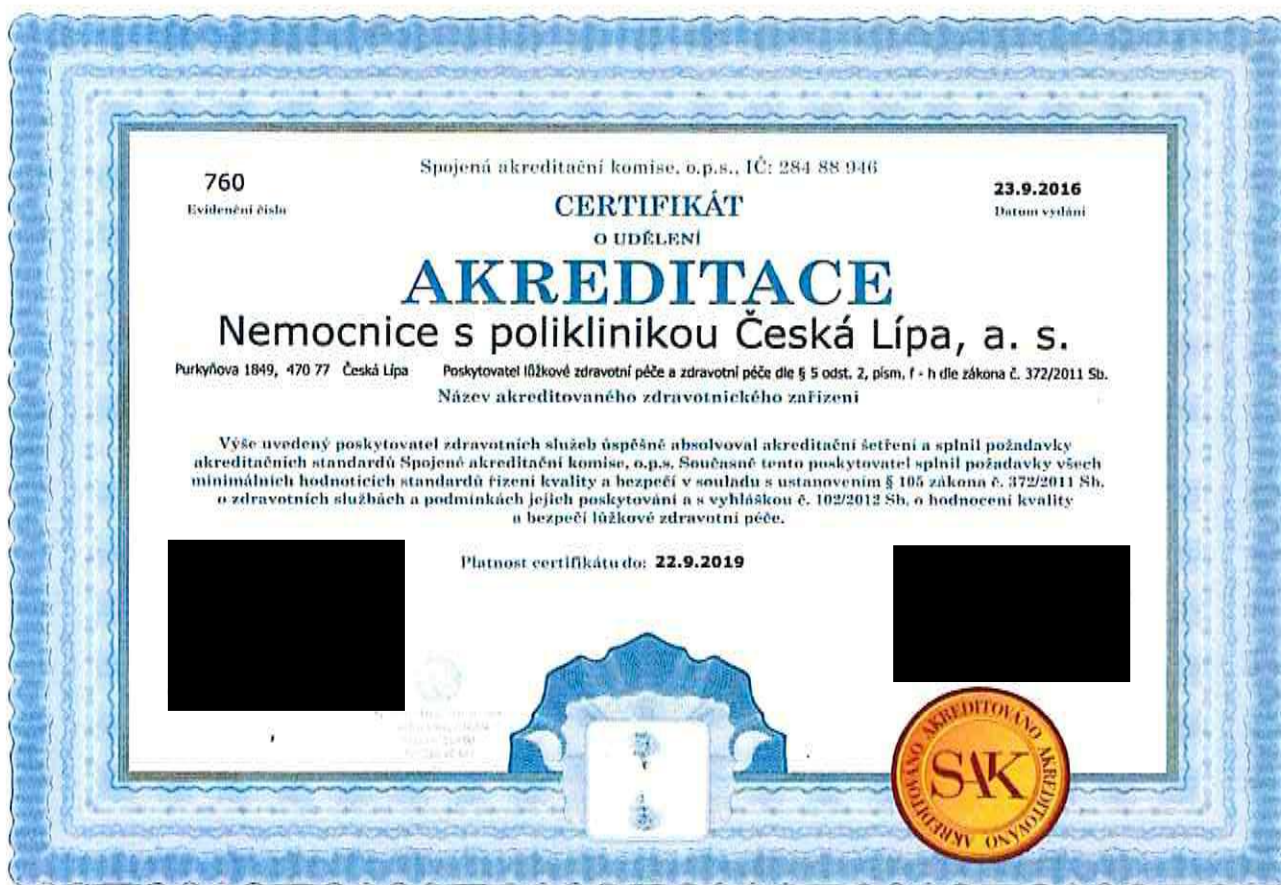 Spojená akreditační komise, o.p.s., IČ: 284 88 946
760
Evidenční číslo
23.9.2016
Datum vydání
CERTIFIKÁT
O UDĚLENÍ
AKREDITACE
Nemocnice s poliklinikou Česká Lípa, a. s.
Purkyňova 1849, 470 77 Česká Lípa Poskytovatel lůžkové zdravotní péče a zdravotní péče dle § 5 odst. 2, písm. f - h dle zákona č. 372/2011 Sb.
Název akreditovaného zdravotnického zařízení
Výše uvedený poskytovatel zdravotních služeb úspěšně absolvoval akreditační šetření a splnil požadavky
akreditačních standardů Spojené akreditační komise, o.p.s. Současně tento poskytovatel splnil požadavky všech
minimálních hodnotících standardů řízení kvality a bezpečí v souladu s ustanovením § 105 zákona č. 372/2011 Sb.
o zdravotních službách a podmínkách jejich poskytování a s vyhláškou č. 102/2012 Sb. o hodnocení kvality
a bezpečí lůžkové zdravotní péče.
Platnost certifikátu do: 22.9.2019
AKREDITOVÁNO AKREDITOVÁNO AKREDITOVÁNO
SAK